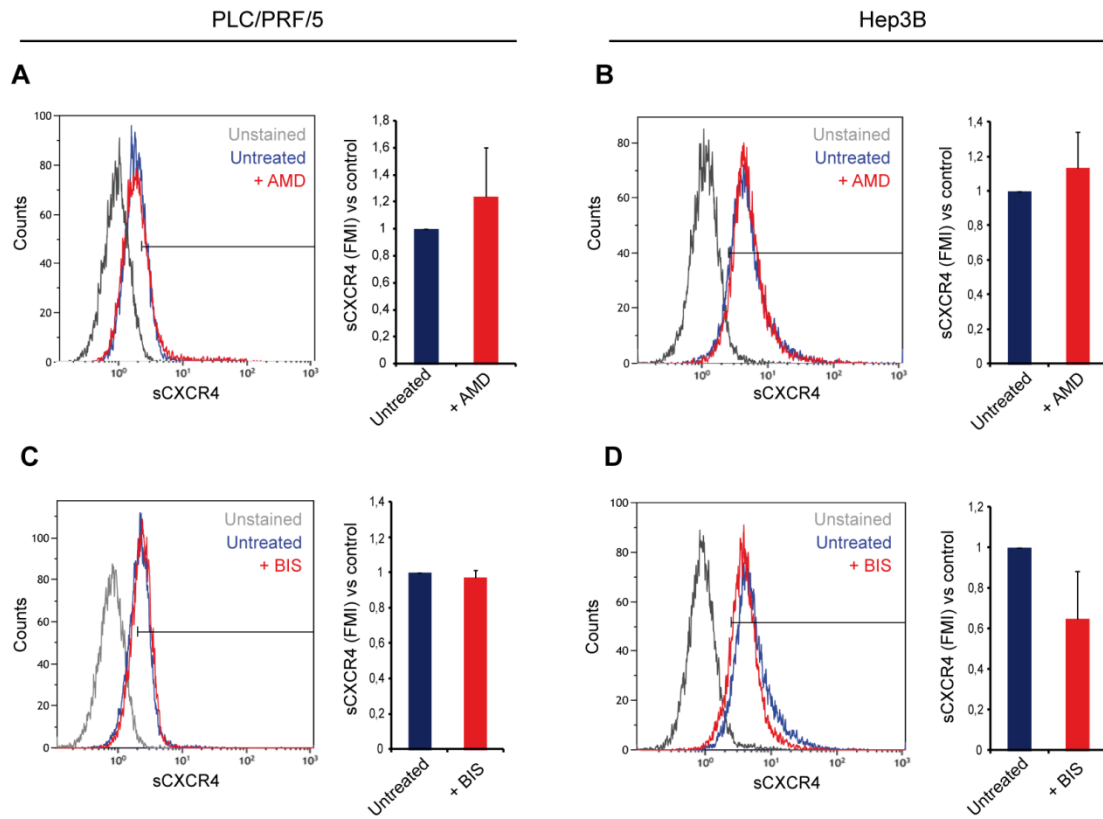 PLC/PRF/5
Hep3B
A
100
80
60
40
20
0
Counts
Unstained
Untreated
+ AMD
10⁰
10¹
10²
10³
sCXCR4
1,8
1,6
1,4
1,2
1
0,8
0,6
0,4
0,2
0
sCXCR4 (FMI) vs control
Untreated
+ AMD
B
80
60
40
20
0
Counts
Unstained
Untreated
+ AMD
10⁰
10¹
10²
10³
sCXCR4
1,4
1,2
1
0,8
0,6
0,4
0,2
0
sCXCR4 (FMI) vs control
Untreated
+ AMD
C
100
80
60
40
20
0
Counts
Unstained
Untreated
+ BIS
10⁰
10¹
10²
10³
sCXCR4
1,4
1,2
1
0,8
0,6
0,4
0,2
0
sCXCR4 (FMI) vs control
Untreated
+ BIS
D
100
80
60
40
20
0
Counts
Unstained
Untreated
+ BIS
10⁰
10¹
10²
10³
sCXCR4
1,2
1
0,8
0,6
0,4
0,2
0
sCXCR4 (FMI) vs control
Untreated
+ BIS